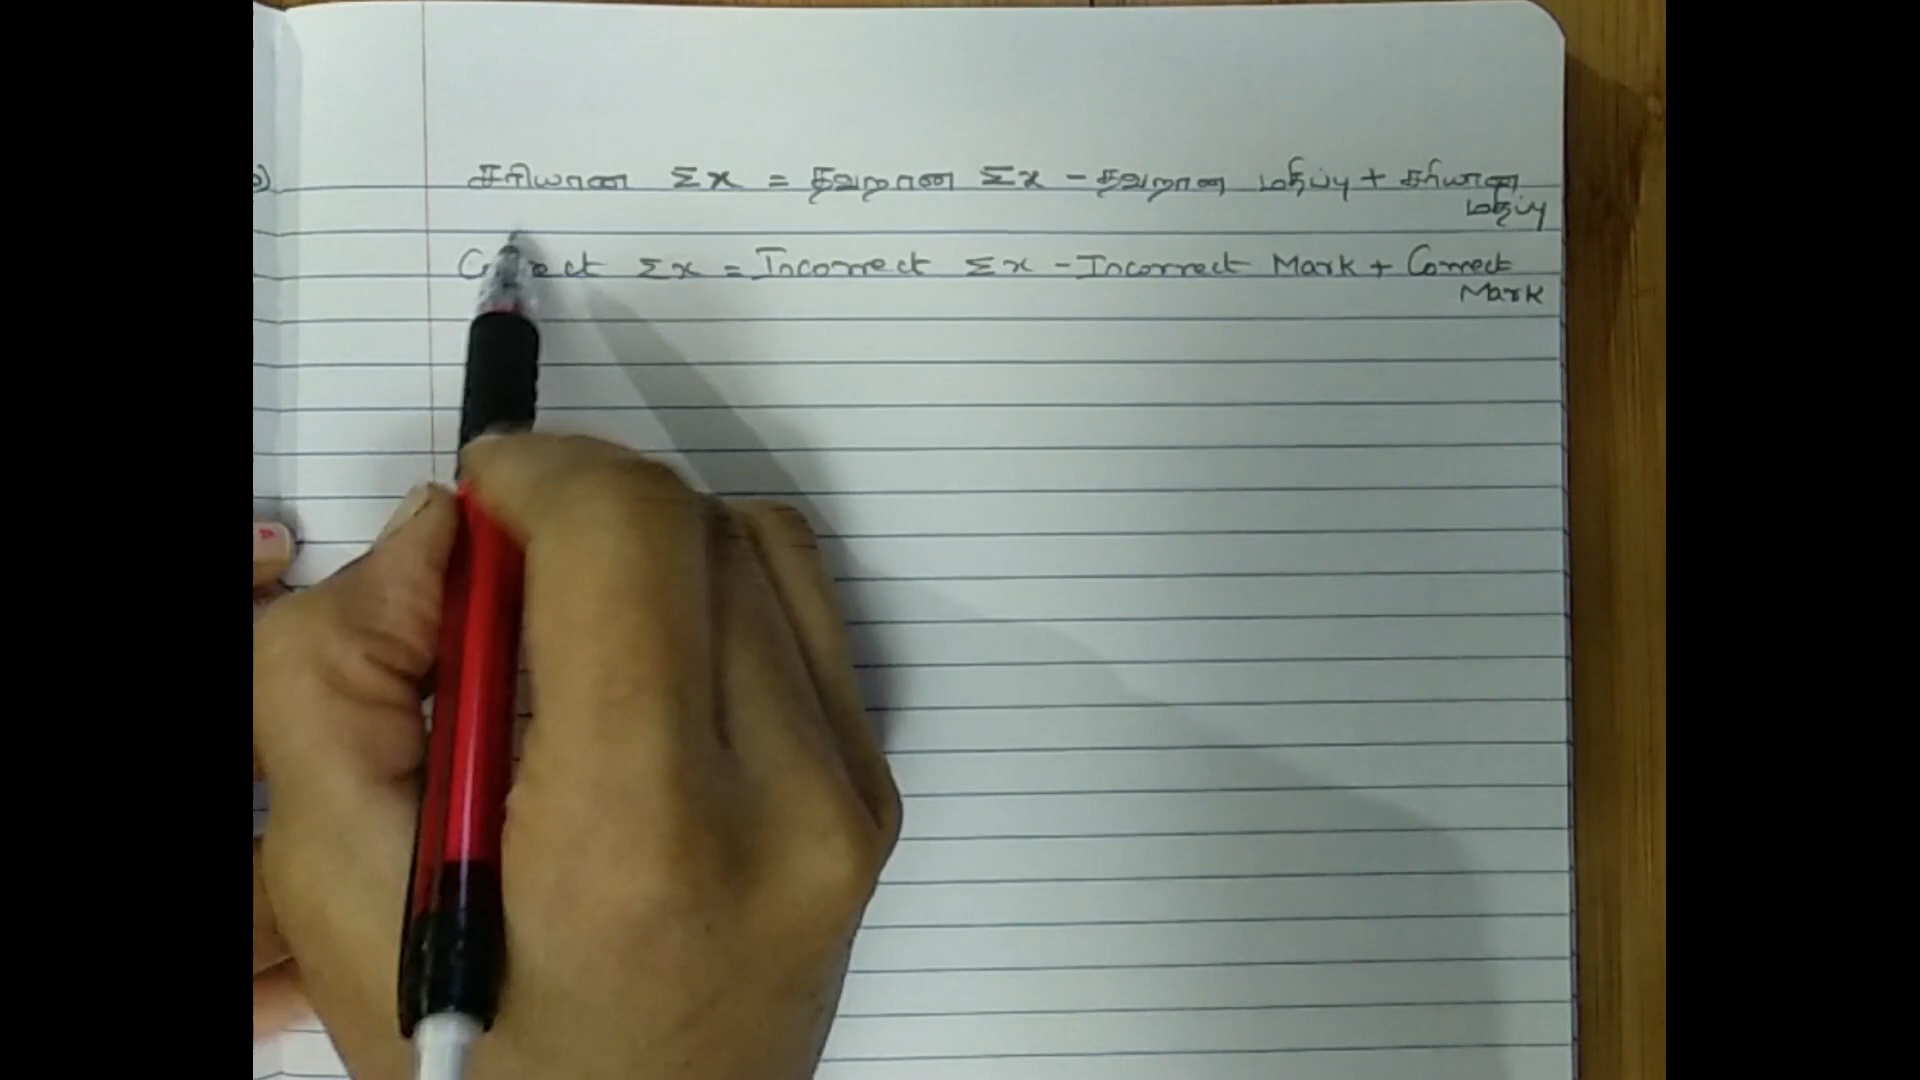 சரியான Σx = தவறான Σx - தவறான மதிப்பு + சரியான
மதிப்பு
Correct Σx = Incorrect Σx - Incorrect Mark + Correct
Mark